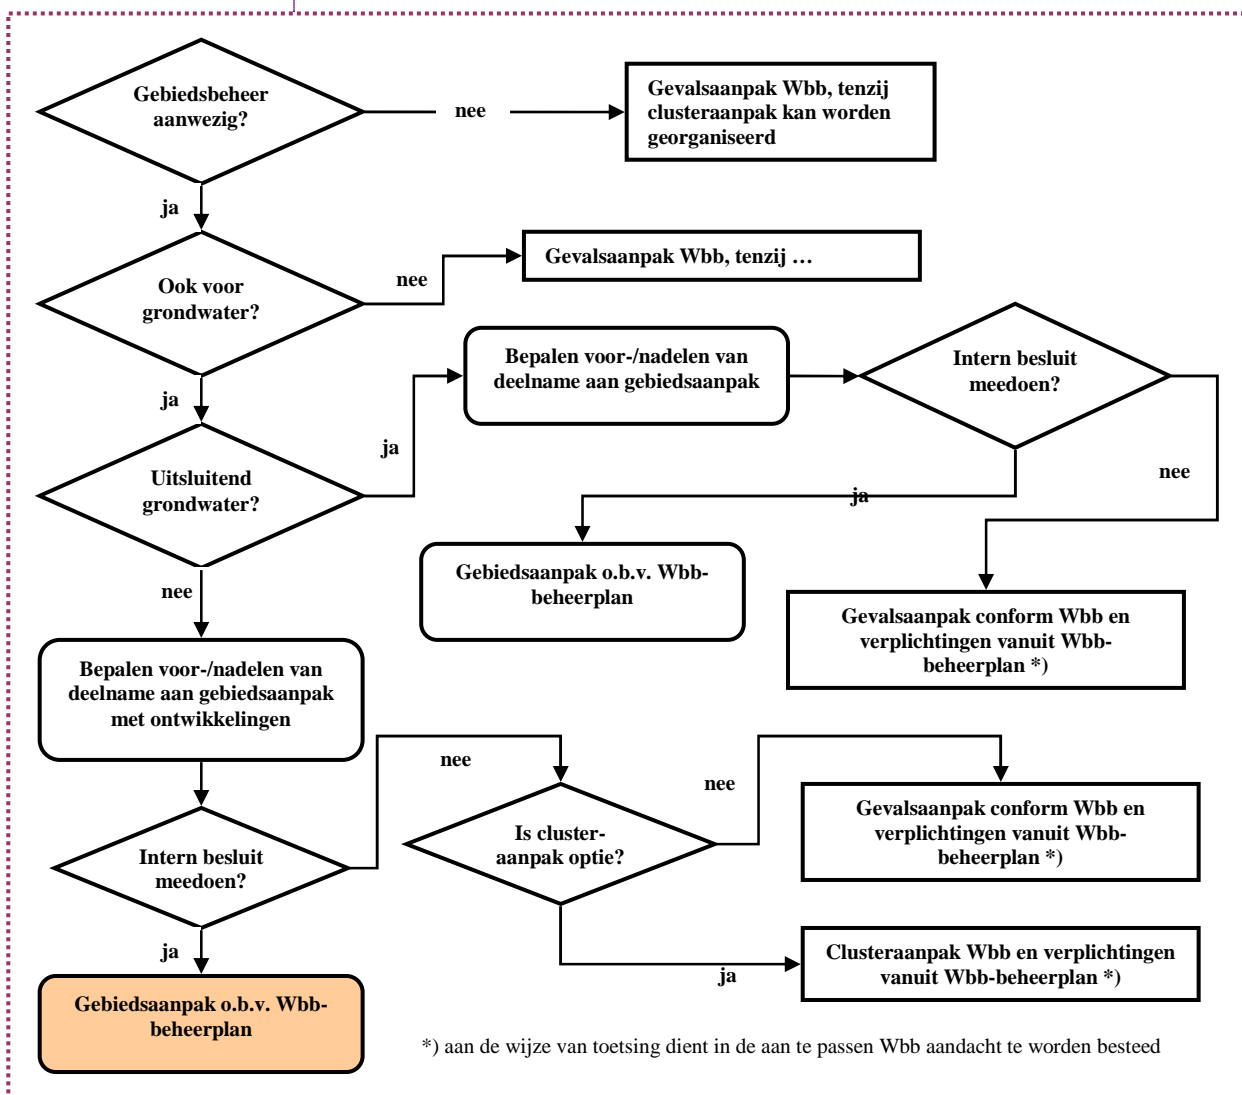 Gebiedsbeheer
aanwezig?
nee
Gevalsaanpak Wbb, tenzij
clusteraanpak kan worden
georganiseerd
ja
Ook voor
grondwater?
nee
Gevalsaanpak Wbb, tenzij …
ja
Uitsluitend
grondwater?
ja
Bepalen voor-/nadelen van
deelname aan gebiedsaanpak
Intern besluit
meedoen?
nee
ja
Gebiedsaanpak o.b.v. Wbb-
beheerplan
Gevalsaanpak conform Wbb en
verplichtingen vanuit Wbb-
beheerplan *)
nee
Bepalen voor-/nadelen van
deelname aan gebiedsaanpak
met ontwikkelingen
Intern besluit
meedoen?
nee
Is cluster-
aanpak optie?
nee
Gevalsaanpak conform Wbb en
verplichtingen vanuit Wbb-
beheerplan *)
ja
Clusteraanpak Wbb en verplichtingen
vanuit Wbb-beheerplan *)
ja
Gebiedsaanpak o.b.v. Wbb-
beheerplan
*) aan de wijze van toetsing dient in de aan te passen Wbb aandacht te worden besteed